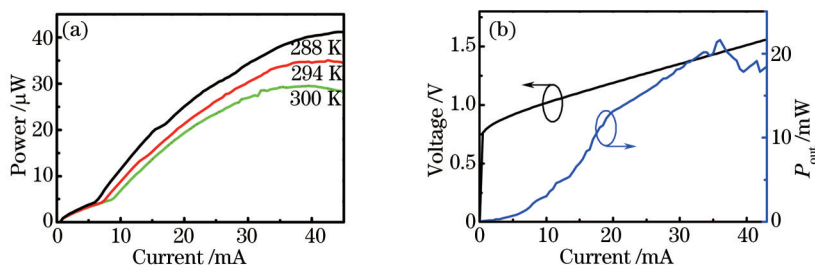 (a)
288 K
294 K
300 K
Power /μW
40
30
20
10
0
0 10 20 30 40
Current /mA
(b)
Voltage /V
1.5
1.0
0.5
0
0 10 20 30 40
Current /mA
20
10
0
P_out /mW